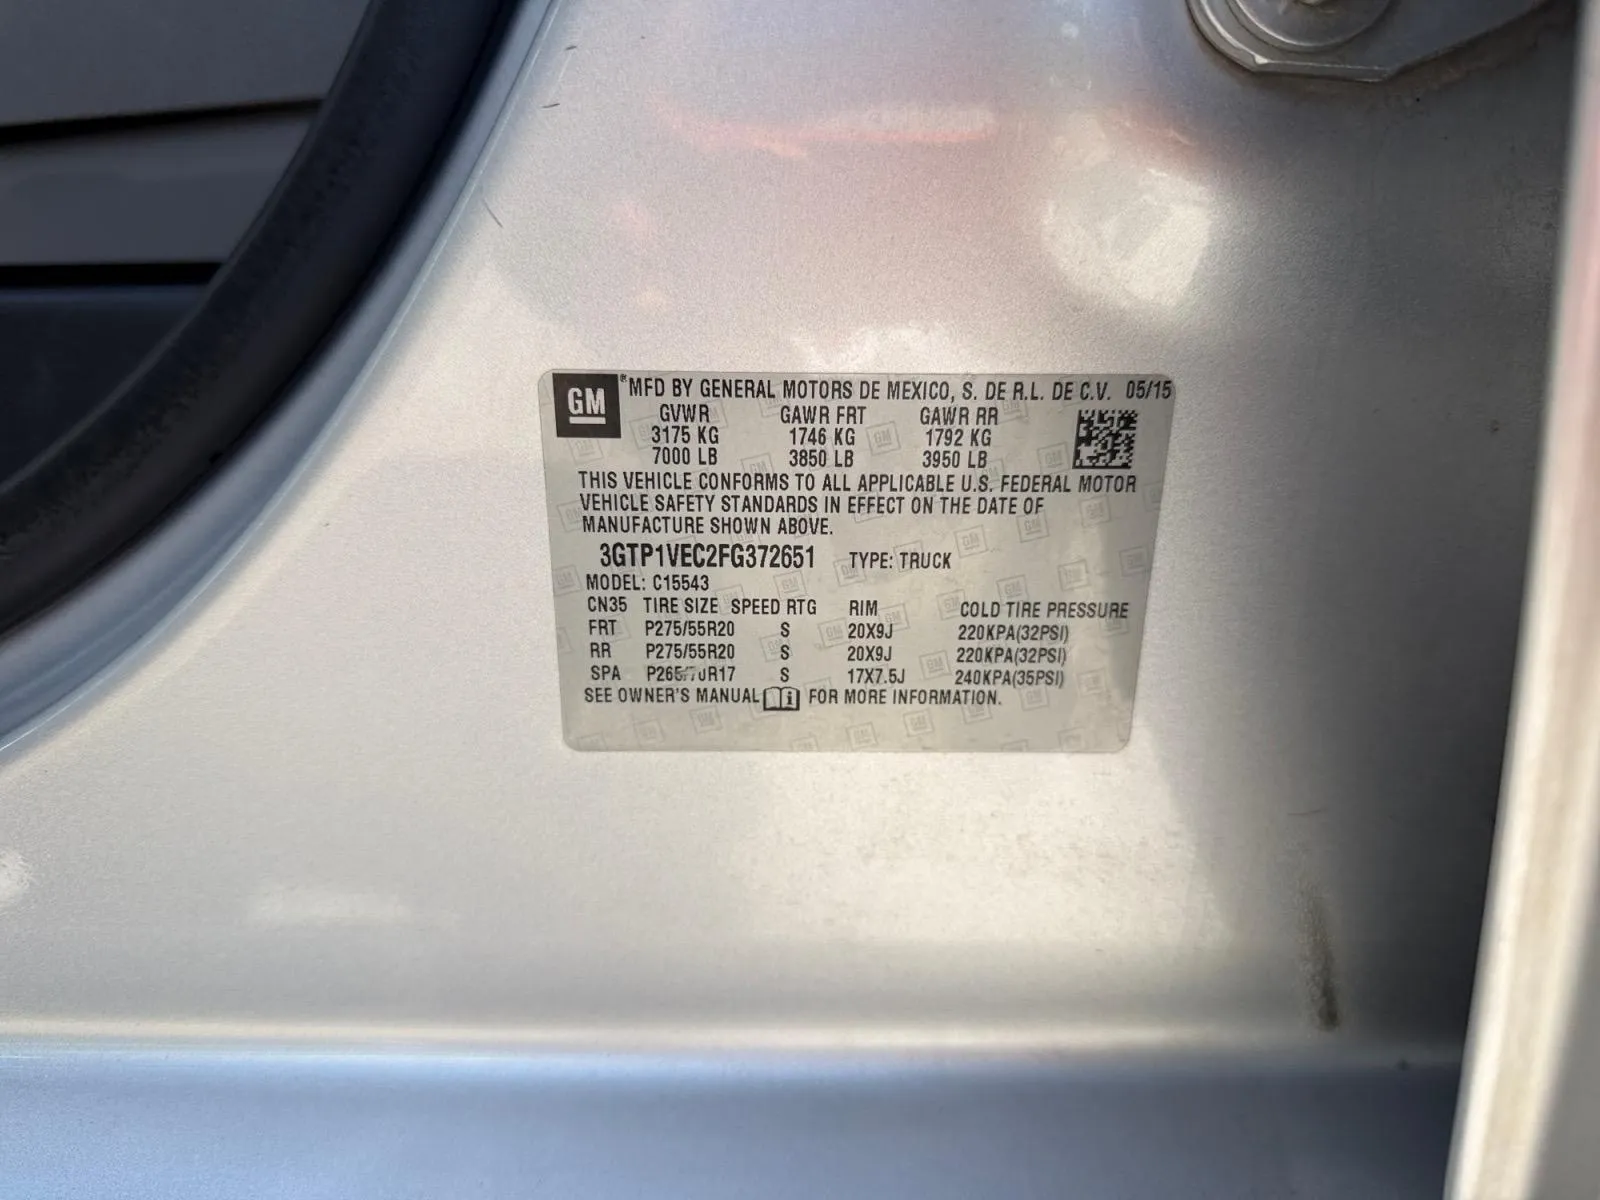 GM ® MFD BY GENERAL MOTORS DE MEXICO, S. DE R.L. DE C.V. 05/15
GVWR GAWR FRT GAWR RR
3175 KG 1746 KG 1792 KG
7000 LB 3850 LB 3950 LB
THIS VEHICLE CONFORMS TO ALL APPLICABLE U.S. FEDERAL MOTOR
VEHICLE SAFETY STANDARDS IN EFFECT ON THE DATE OF
MANUFACTURE SHOWN ABOVE.
3GTP1VEC2FG372651 TYPE: TRUCK
MODEL: C15543
CN35 TIRE SIZE SPEED RTG RIM COLD TIRE PRESSURE
FRT P275/55R20 S 20X9J 220KPA(32PSI)
RR P275/55R20 S 20X9J 220KPA(32PSI)
SPA P265/70R17 S 17X7.5J 240KPA(35PSI)
SEE OWNER'S MANUAL i FOR MORE INFORMATION.